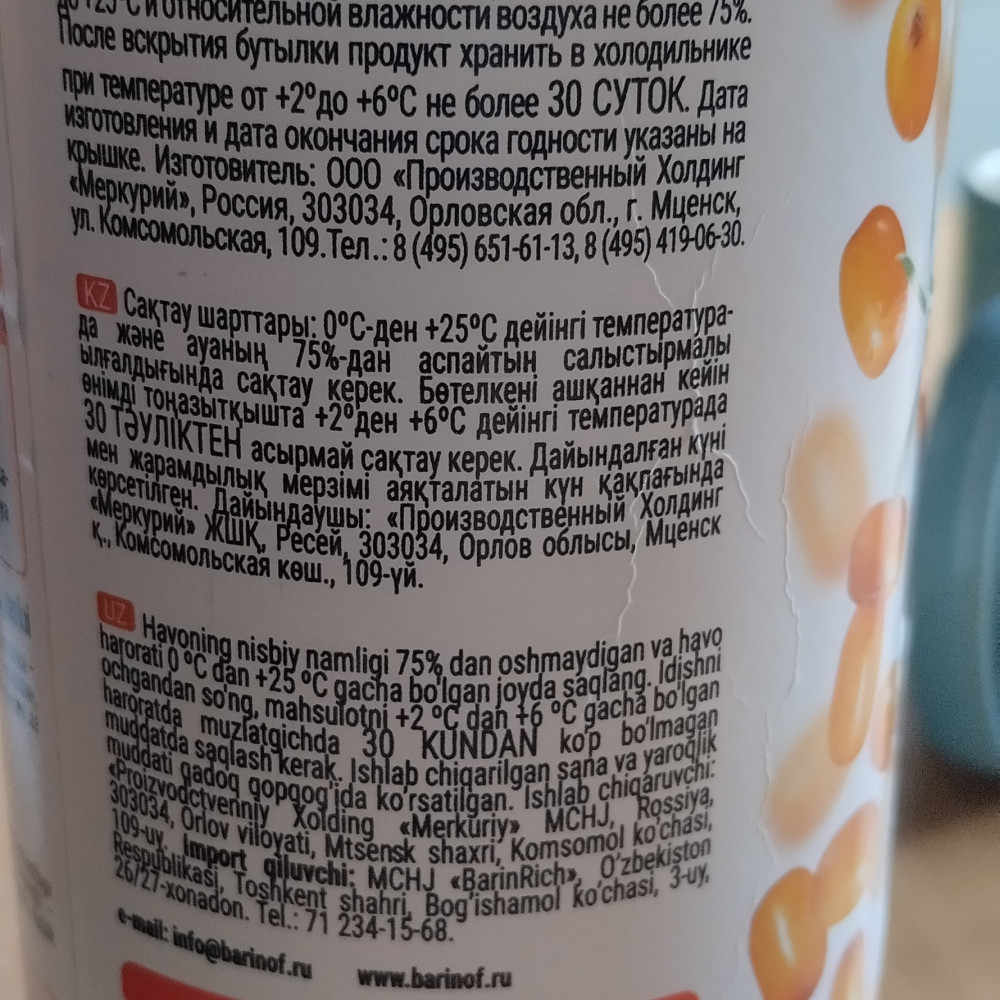 до +25°C и относительной влажности воздуха не более 75%.
После вскрытия бутылки продукт хранить в холодильнике
при температуре от +2°до +6°C не более 30 СУТОК. Дата
изготовления и дата окончания срока годности указаны на
крышке. Изготовитель: ООО «Производственный Холдинг
«Меркурий», Россия, 303034, Орловская обл., г. Мценск,
ул. Комсомольская, 109.Тел.: 8 (495) 651-61-13, 8 (495) 419-06-30.
KZ Сақтау шарттары: 0°C-ден +25°C дейінгі температура-
да және ауаның 75%-дан аспайтын салыстырмалы
ылғалдығында сақтау керек. Бөтелкені ашқаннан кейін
өнімді тоңазытқышта +2°ден +6°C дейінгі температурада
30 ТӘУЛІКТЕН асырмай сақтау керек. Дайындалған күні
мен жарамдылық мерзімі аяқталатын күн қақпағында
көрсетілген. Дайындаушы: «Производственный Холдинг
«Меркурий» ЖШҚ, Ресей, 303034, Орлов облысы, Мценск
қ., Комсомольская көш., 109-үй.
UZ Havoning nisbiy namligi 75% dan oshmaydigan va havo
harorati 0 °C dan +25 °C gacha bo'lgan joyda saqlang. Idishni
ochgandan so'ng, mahsulotni +2 °C dan +6 °C gacha bo'lgan
haroratda muzlatgichda 30 KUNDAN ko'p bo'lmagan
muddatda saqlash kerak. Ishlab chiqarilgan sana va yaroqlik
muddati qadoq qopqog'ida ko'rsatilgan. Ishlab chiqaruvchi:
«Proizvodctvenniy Xolding «Merkuriy» MCHJ, Rossiya,
303034, Orlov viloyati, Mtsensk shaxri, Komsomol ko'chasi,
109-uy. Import qiluvchi: MCHJ «BarinRich», O'zbekiston
Respublikasi, Toshkent shahri, Bog'ishamol ko'chasi, 3-uy,
26/27-xonadon. Tel.: 71 234-15-68.
e-mail: info@barinof.ru www.barinof.ru